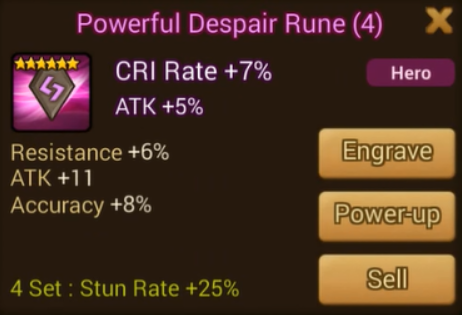 Powerful Despair Rune (4)
CRI Rate +7%
Hero
ATK +5%
Resistance +6%
ATK +11
Accuracy +8%
Engrave
Power-up
Sell
4 Set : Stun Rate +25%